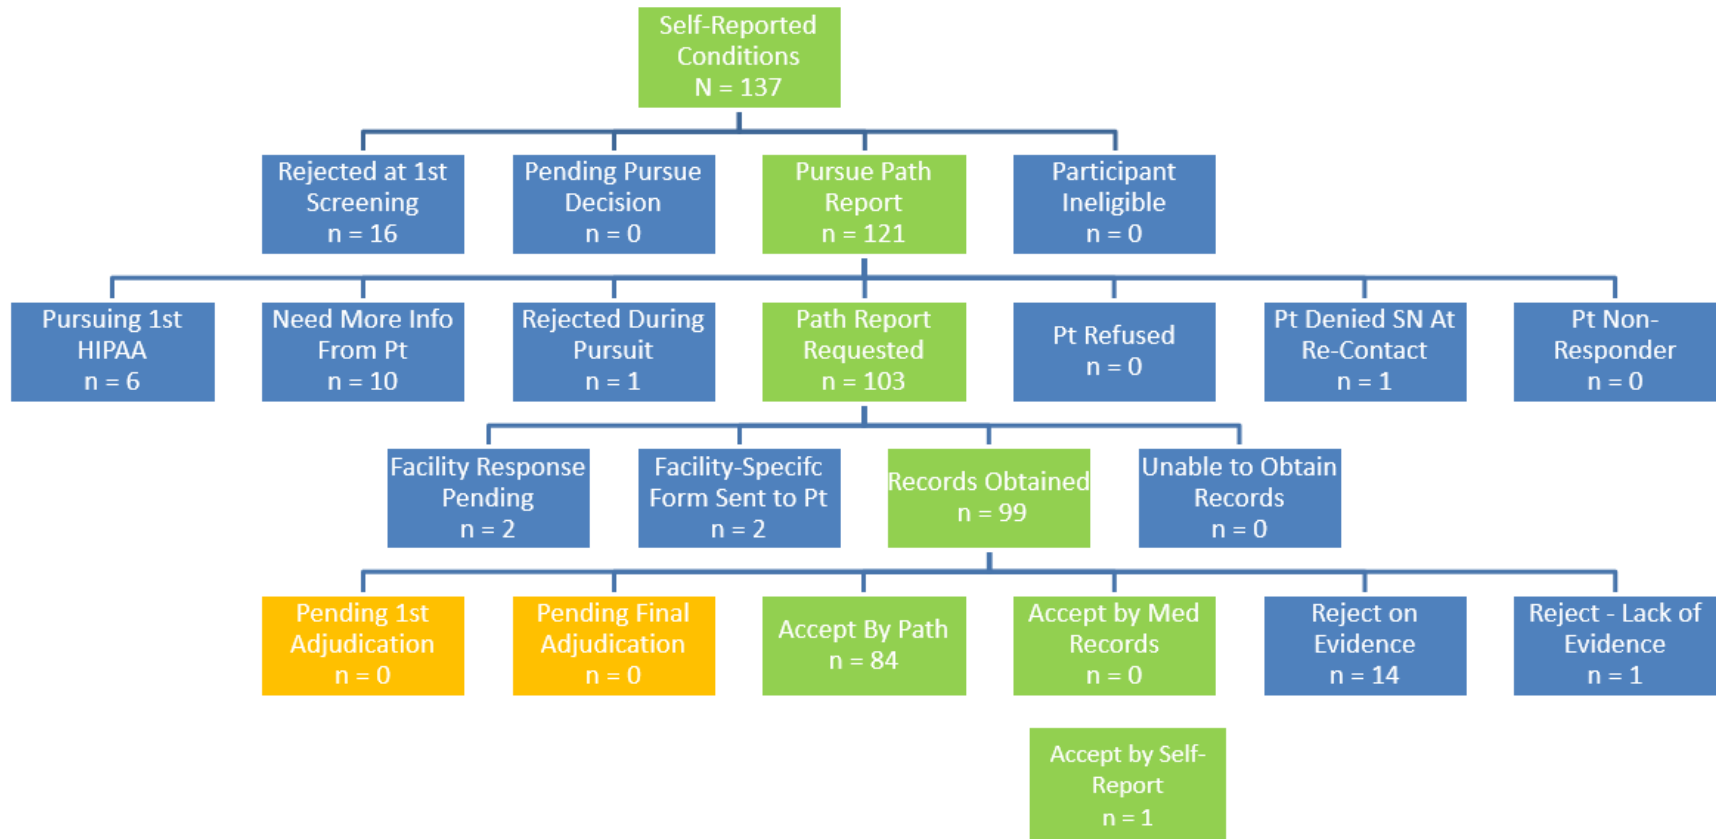 Self-Reported
Conditions
N = 137
Rejected at 1st
Screening
n = 16
Pending Pursue
Decision
n = 0
Pursue Path
Report
n = 121
Participant
Ineligible
n = 0
Pursuing 1st
HIPAA
n = 6
Need More Info
From Pt
n = 10
Rejected During
Pursuit
n = 1
Path Report
Requested
n = 103
Pt Refused
n = 0
Pt Denied SN At
Re-Contact
n = 1
Pt Non-
Responder
n = 0
Facility Response
Pending
n = 2
Facility-Specifc
Form Sent to Pt
n = 2
Records Obtained
n = 99
Unable to Obtain
Records
n = 0
Pending 1st
Adjudication
n = 0
Pending Final
Adjudication
n = 0
Accept By Path
n = 84
Accept by Med
Records
n = 0
Reject on
Evidence
n = 14
Reject - Lack of
Evidence
n = 1
Accept by Self-
Report
n = 1